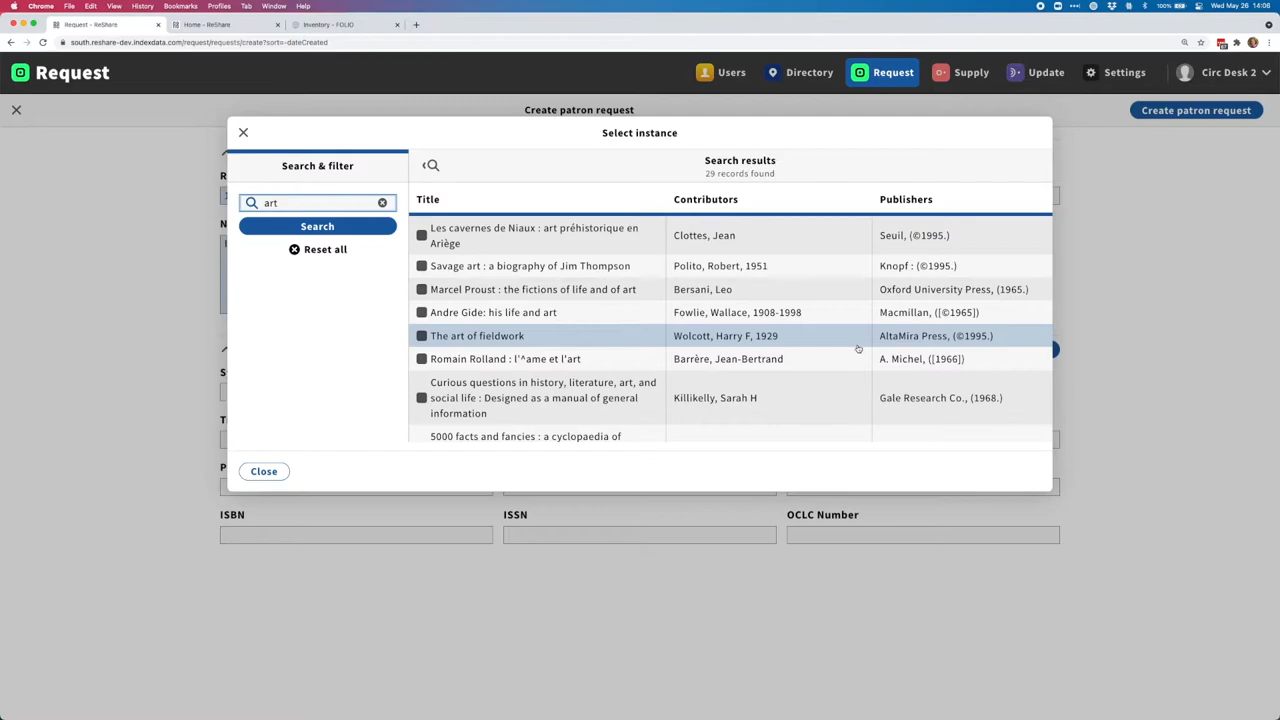 Chrome File Edit View History Bookmarks Profiles Tab Window Help
100% Wed May 26 14:06
Request - ReShare
Home - ReShare
Inventory - FOLIO
south.reshare-dev.indexdata.com/request/requests/create?sort=-dateCreated
Request
Users
Directory
Request
Supply
Update
Settings
Circ Desk 2
Create patron request
Create patron request
Select instance
Search & filter
art
Search
Reset all
Search results
29 records found
Title Contributors Publishers
Les cavernes de Niaux : art préhistorique en
Ariège
Clottes, Jean
Seuil, (©1995.)
Savage art : a biography of Jim Thompson Polito, Robert, 1951 Knopf : (©1995.)
Marcel Proust : the fictions of life and of art Bersani, Leo Oxford University Press, (1965.)
Andre Gide: his life and art Fowlie, Wallace, 1908-1998 Macmillan, ([©1965])
The art of fieldwork Wolcott, Harry F, 1929 AltaMira Press, (©1995.)
Romain Rolland : l'^ame et l'art Barrère, Jean-Bertrand A. Michel, ([1966])
Curious questions in history, literature, art, and
social life : Designed as a manual of general
information
Killikelly, Sarah H
Gale Research Co., (1968.)
5000 facts and fancies : a cyclopaedia of
Close
ISBN ISSN OCLC Number